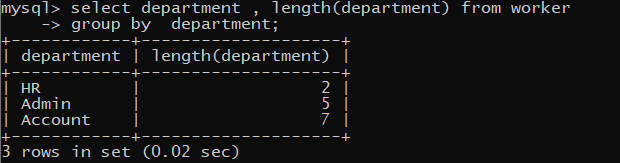 mysql> select department , length(department) from worker
    -> group by  department;
+------------+--------------------+
| department | length(department) |
+------------+--------------------+
| HR         |                  2 |
| Admin      |                  5 |
| Account    |                  7 |
+------------+--------------------+
3 rows in set (0.02 sec)